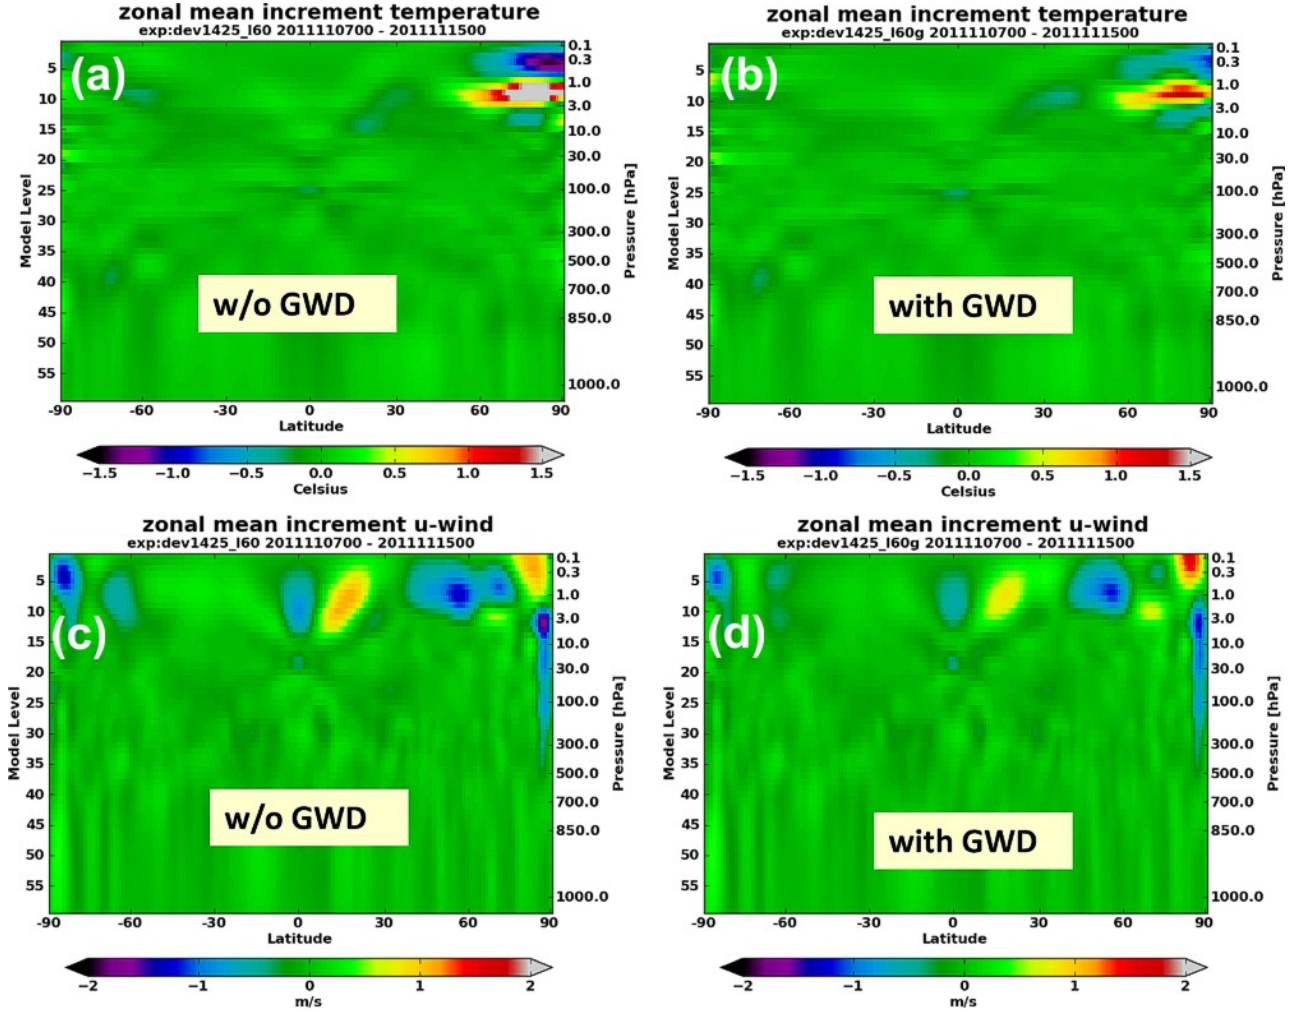 zonal mean increment temperature
exp:dev1425_l60 2011110700 - 2011111500
(a)
w/o GWD
Model Level
5
10
15
20
25
30
35
40
45
50
55
0.1
0.3
1.0
3.0
10.0
30.0
100.0
300.0
500.0
700.0
850.0
1000.0
Pressure [hPa]
-90 -60 -30 0 30 60 90
Latitude
−1.5 −1.0 −0.5 0.0 0.5 1.0 1.5
Celsius
zonal mean increment temperature
exp:dev1425_l60g 2011110700 - 2011111500
(b)
with GWD
Model Level
5
10
15
20
25
30
35
40
45
50
55
0.1
0.3
1.0
3.0
10.0
30.0
100.0
300.0
500.0
700.0
850.0
1000.0
Pressure [hPa]
-90 -60 -30 0 30 60 90
Latitude
−1.5 −1.0 −0.5 0.0 0.5 1.0 1.5
Celsius
zonal mean increment u-wind
exp:dev1425_l60 2011110700 - 2011111500
(c)
w/o GWD
Model Level
5
10
15
20
25
30
35
40
45
50
55
0.1
0.3
1.0
3.0
10.0
30.0
100.0
300.0
500.0
700.0
850.0
1000.0
Pressure [hPa]
-90 -60 -30 0 30 60 90
Latitude
−2 −1 0 1 2
m/s
zonal mean increment u-wind
exp:dev1425_l60g 2011110700 - 2011111500
(d)
with GWD
Model Level
5
10
15
20
25
30
35
40
45
50
55
0.1
0.3
1.0
3.0
10.0
30.0
100.0
300.0
500.0
700.0
850.0
1000.0
Pressure [hPa]
-90 -60 -30 0 30 60 90
Latitude
−2 −1 0 1 2
m/s